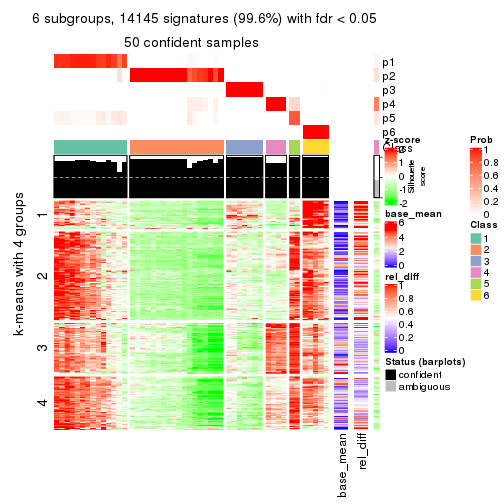 6 subgroups, 14145 signatures (99.6%) with fdr < 0.05
50 confident samples
p1
p2
p3
p4
p5
p6
Class
Silhouette
score
k-means with 4 groups
1
2
3
4
base_mean
rel_diff
z-score
2
1
0
-1
-2
base_mean
6
4
2
0
rel_diff
1
0.8
0.6
0.4
0.2
0
Status (barplots)
confident
ambiguous
Prob
1
0.8
0.6
0.4
0.2
0
Class
1
2
3
4
5
6